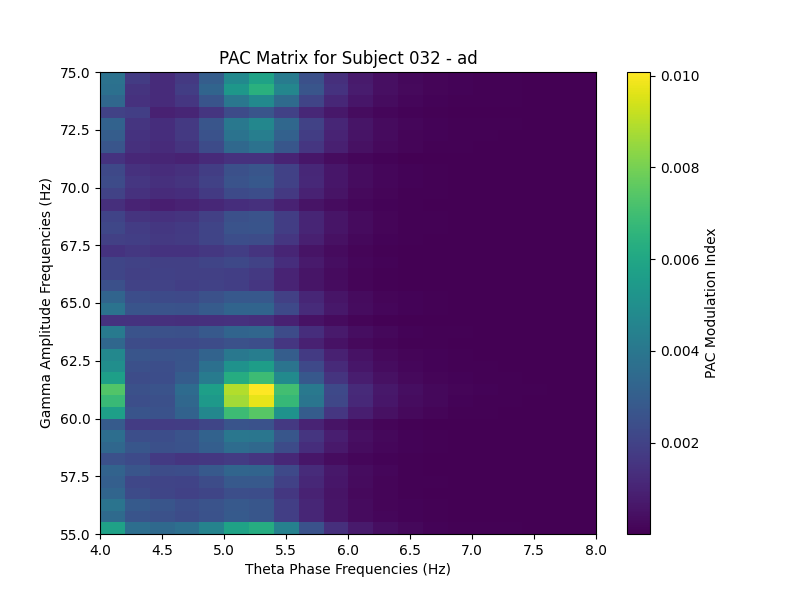 PAC Matrix for Subject 032 - ad
75.0
72.5
70.0
67.5
65.0
62.5
60.0
57.5
55.0
Gamma Amplitude Frequencies (Hz)
4.0 4.5 5.0 5.5 6.0 6.5 7.0 7.5 8.0
Theta Phase Frequencies (Hz)
0.010
0.008
0.006
0.004
0.002
PAC Modulation Index